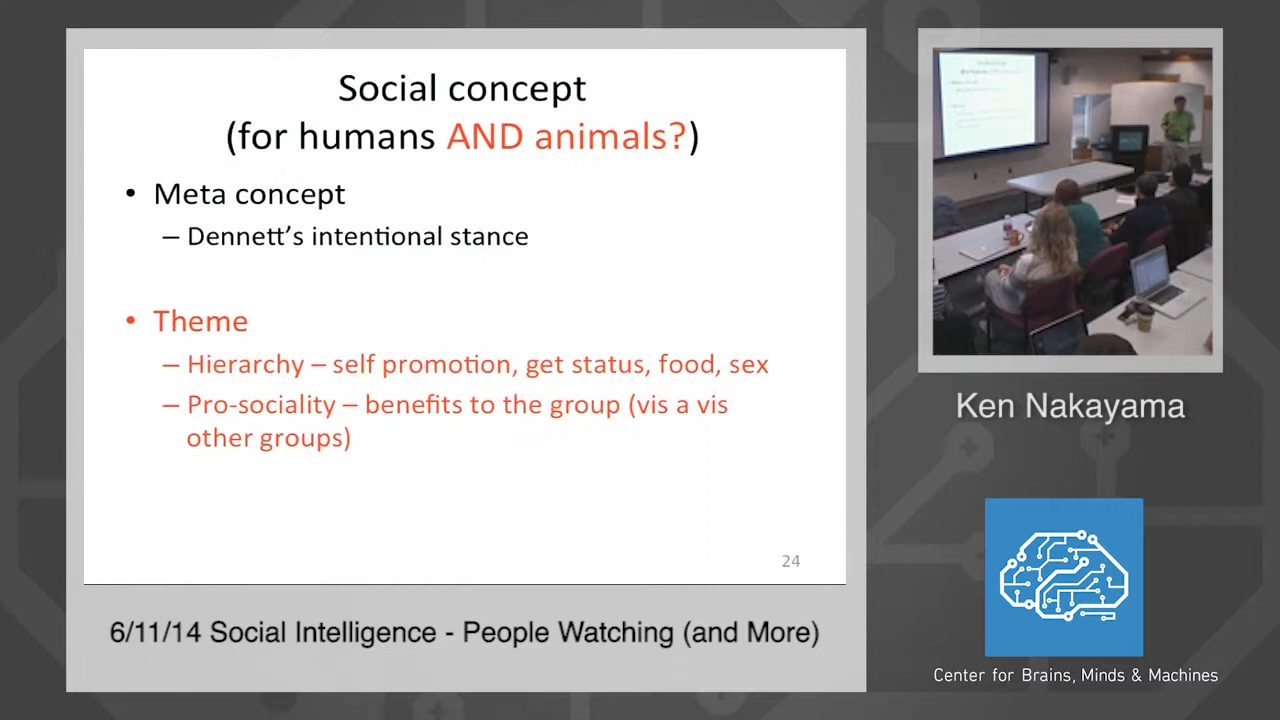 Social concept
(for humans AND animals?)
• Meta concept
– Dennett's intentional stance
• Theme
– Hierarchy – self promotion, get status, food, sex
– Pro-sociality – benefits to the group (vis a vis
other groups)
24
6/11/14 Social Intelligence - People Watching (and More)
Ken Nakayama
Center for Brains, Minds & Machines